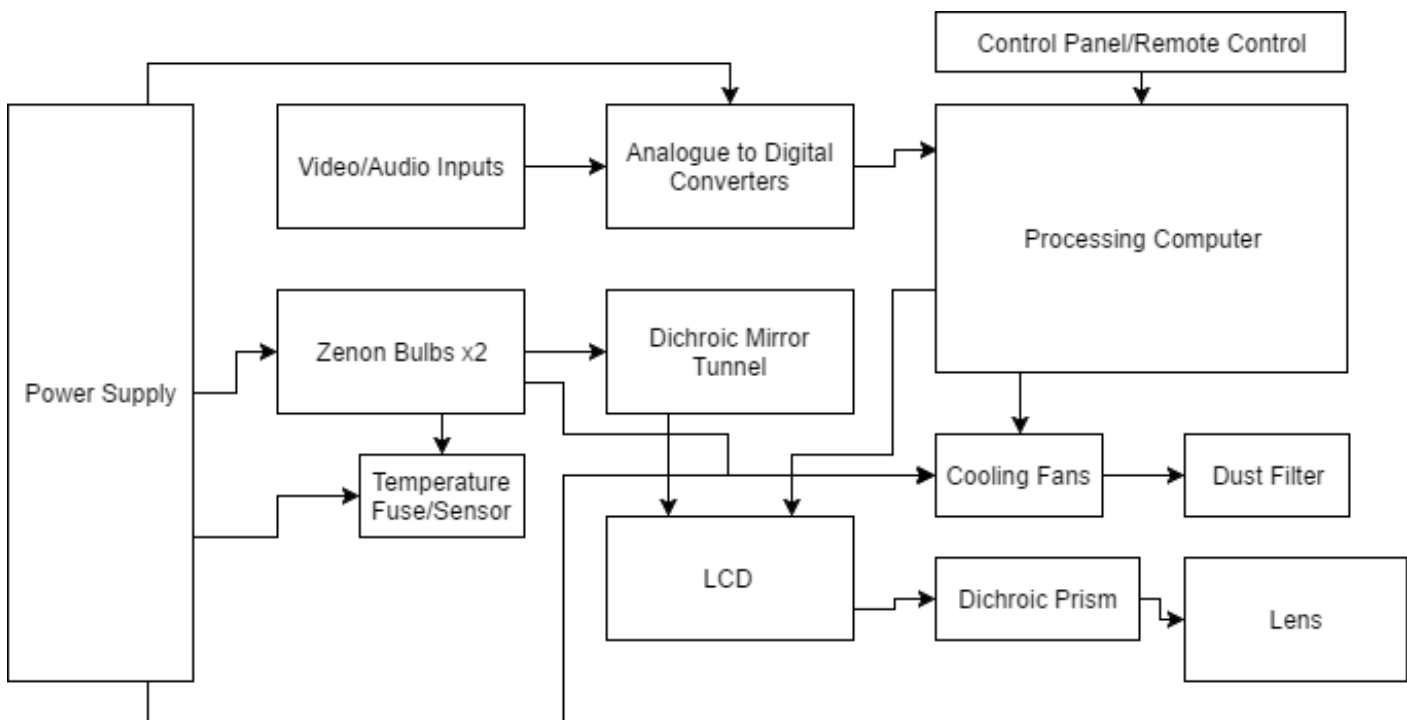 Control Panel/Remote Control
Video/Audio Inputs
Analogue to Digital
Converters
Processing Computer
Power Supply
Zenon Bulbs x2
Dichroic Mirror
Tunnel
Temperature
Fuse/Sensor
Cooling Fans
Dust Filter
LCD
Dichroic Prism
Lens